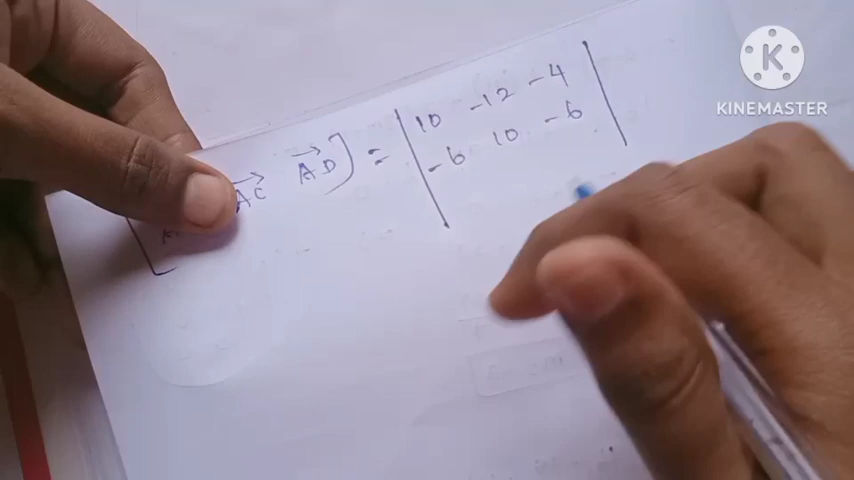 K
KINEMASTER
AC AD] = | 10 -12 -4 |
-6 10 -6